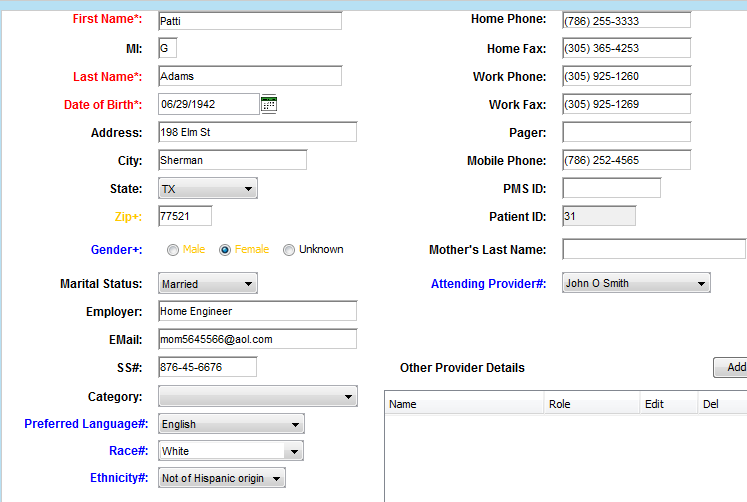 First Name*: Patti
MI: G
Last Name*: Adams
Date of Birth*: 06/29/1942
Address: 198 Elm St
City: Sherman
State: TX
Zip+: 77521
Gender+: Male Female Unknown
Marital Status: Married
Employer: Home Engineer
EMail: mom5645566@aol.com
SS#: 876-45-6676
Category:
Preferred Language#: English
Race#: White
Ethnicity#: Not of Hispanic origin
Home Phone: (786) 255-3333
Home Fax: (305) 365-4253
Work Phone: (305) 925-1260
Work Fax: (305) 925-1269
Pager:
Mobile Phone: (786) 252-4565
PMS ID:
Patient ID: 31
Mother's Last Name:
Attending Provider#: John O Smith
Other Provider Details Add
Name Role Edit Del